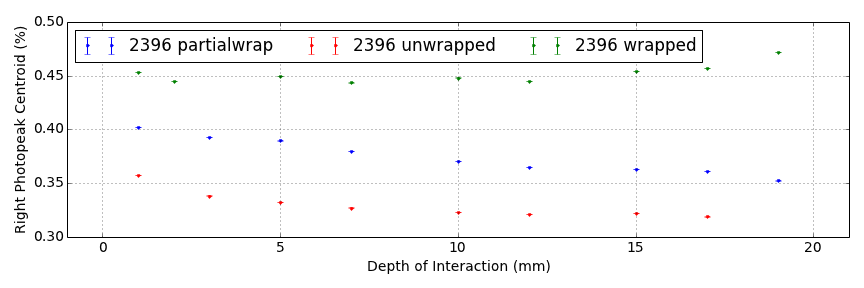 0.50
0.45
0.40
0.35
0.30
Right Photopeak Centroid (%)
2396 partialwrap 2396 unwrapped 2396 wrapped
0 5 10 15 20
Depth of Interaction (mm)